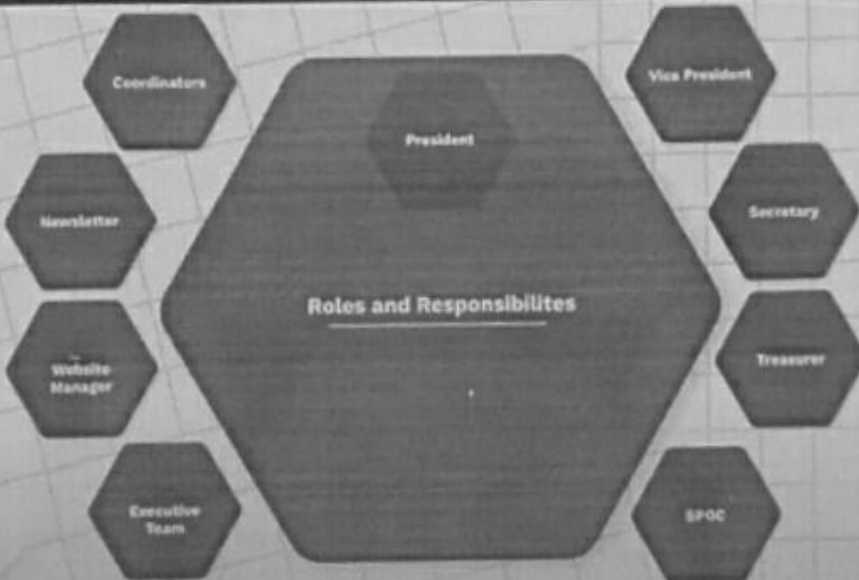 Coordinators
Vice President
President
Newsletter
Secretary
Roles and Responsibilites
Website
Manager
Treasurer
Executive
Team
SPOC